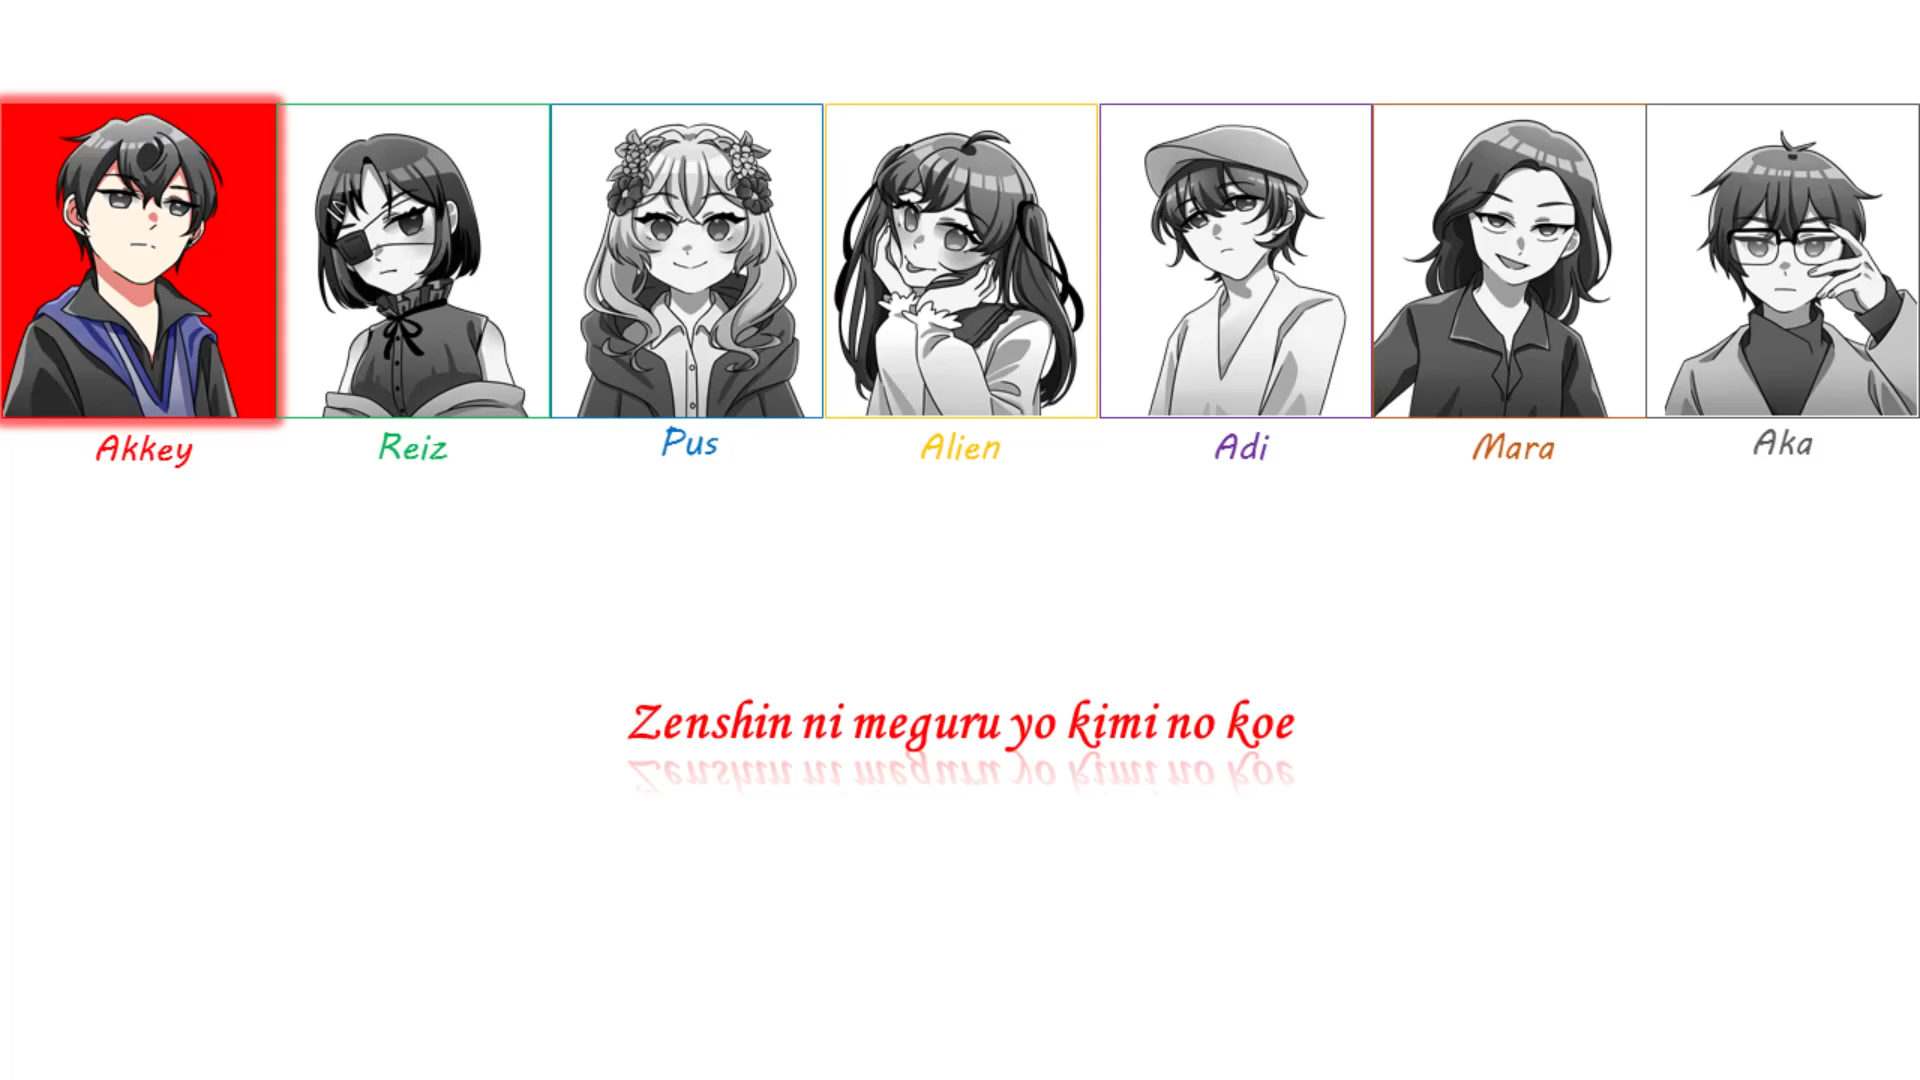 Akkey
Reiz
Pus
Alien
Adi
Mara
Aka
Zenshin ni meguru yo kimi no koe